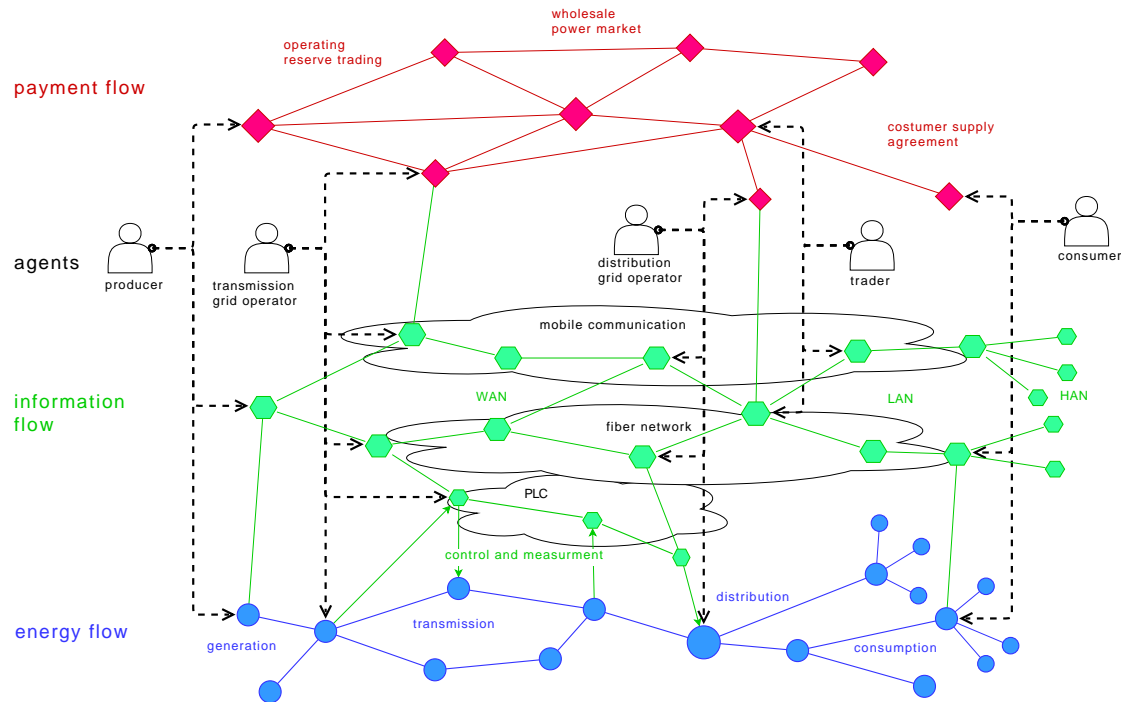 wholesale
power market
operating
reserve trading
payment flow
costumer supply
agreement
agents
producer
transmission
grid operator
distribution
grid operator
trader
consumer
mobile communication
information
flow
WAN
LAN
HAN
fiber network
PLC
control and measurment
energy flow
generation
transmission
distribution
consumption